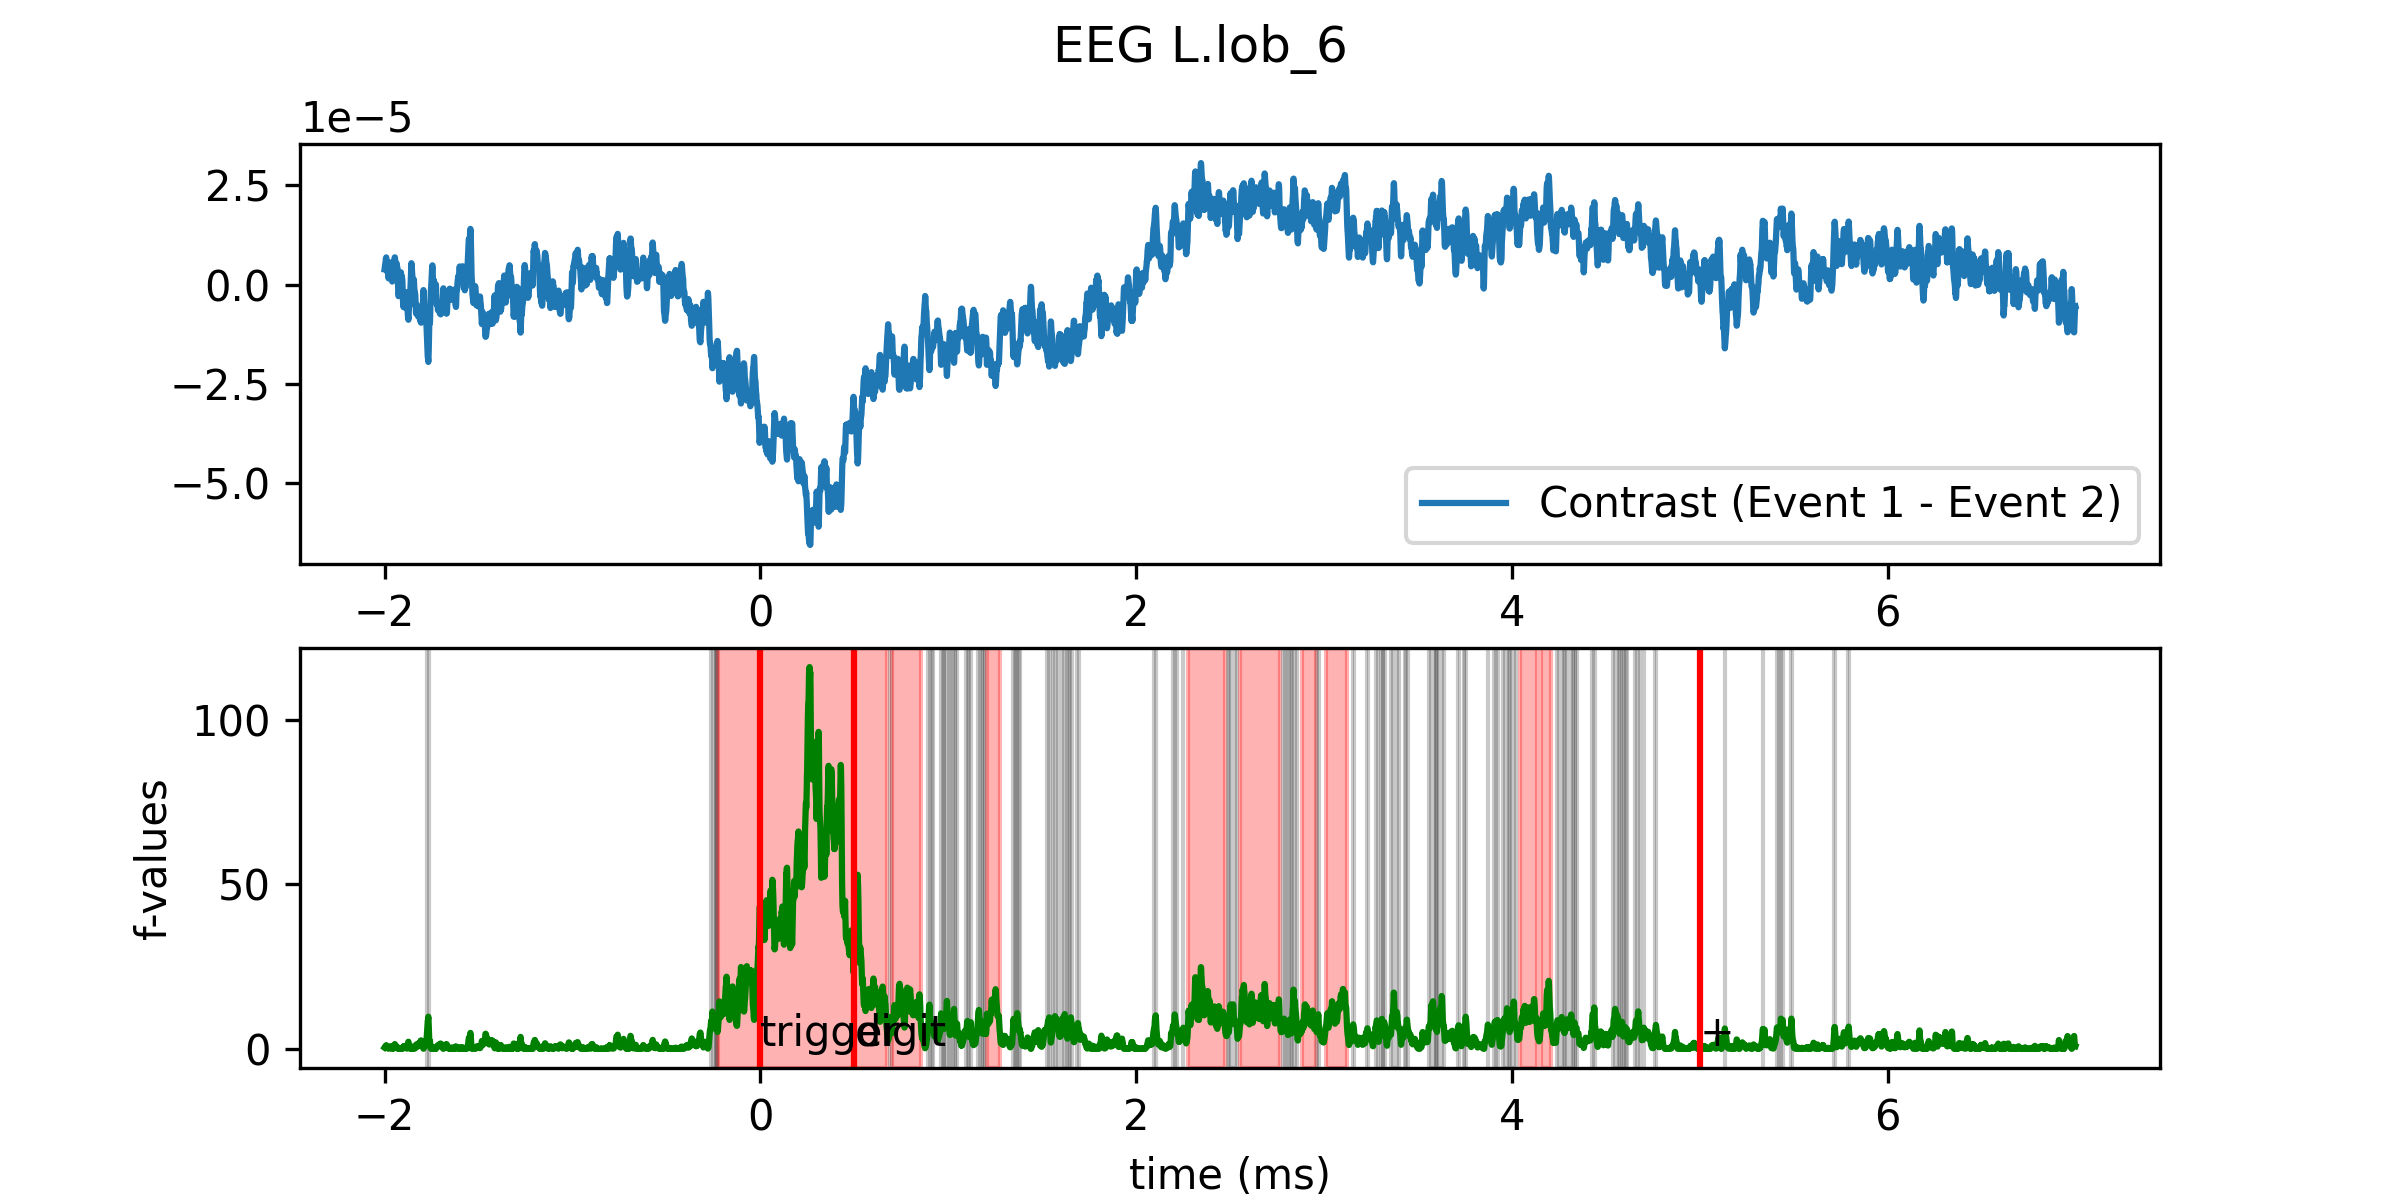 EEG L.lob_6
1e−5
2.5
0.0
−2.5
−5.0
Contrast (Event 1 - Event 2)
−2 0 2 4 6
f-values
100
50
0
trigger digit +
−2 0 2 4 6
time (ms)